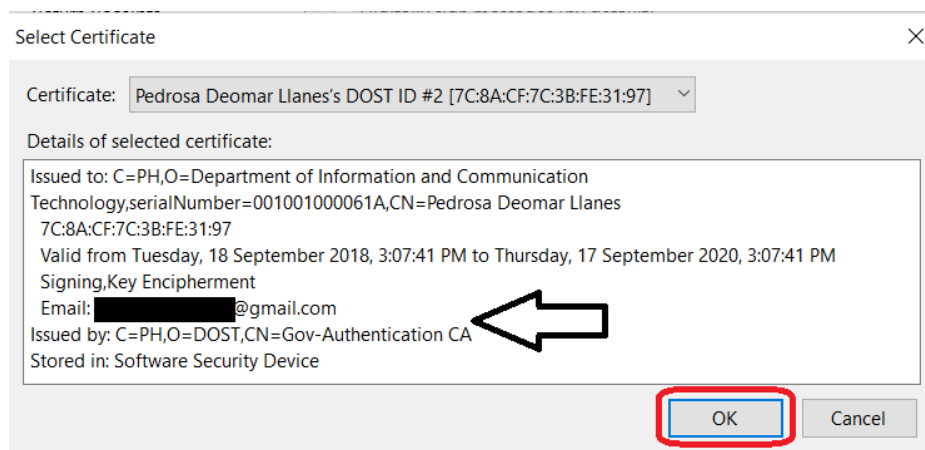 Select Certificate
Certificate: Pedrosa Deomar Llanes's DOST ID #2 [7C:8A:CF:7C:3B:FE:31:97]
Details of selected certificate:
Issued to: C=PH,O=Department of Information and Communication
Technology,serialNumber=001001000061A,CN=Pedrosa Deomar Llanes
7C:8A:CF:7C:3B:FE:31:97
Valid from Tuesday, 18 September 2018, 3:07:41 PM to Thursday, 17 September 2020, 3:07:41 PM
Signing,Key Encipherment
Email: @gmail.com
Issued by: C=PH,O=DOST,CN=Gov-Authentication CA
Stored in: Software Security Device
OK Cancel